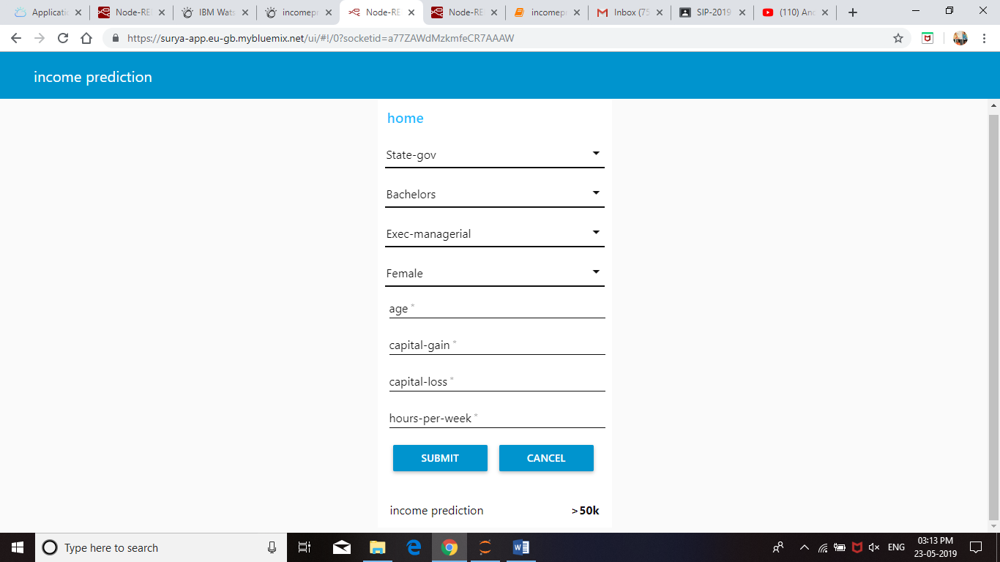 Applicati
Node-RE
IBM Wats
incomepr
Node-RE
Node-RE
incomepr
Inbox (75
SIP-2019
(110) And
https://surya-app.eu-gb.mybluemix.net/ui/#!/0?socketid=a77ZAWdMzkmfeCR7AAAW
income prediction
home
State-gov
Bachelors
Exec-managerial
Female
age *
capital-gain *
capital-loss *
hours-per-week *
SUBMIT CANCEL
income prediction >50k
Type here to search
ENG
03:13 PM
23-05-2019